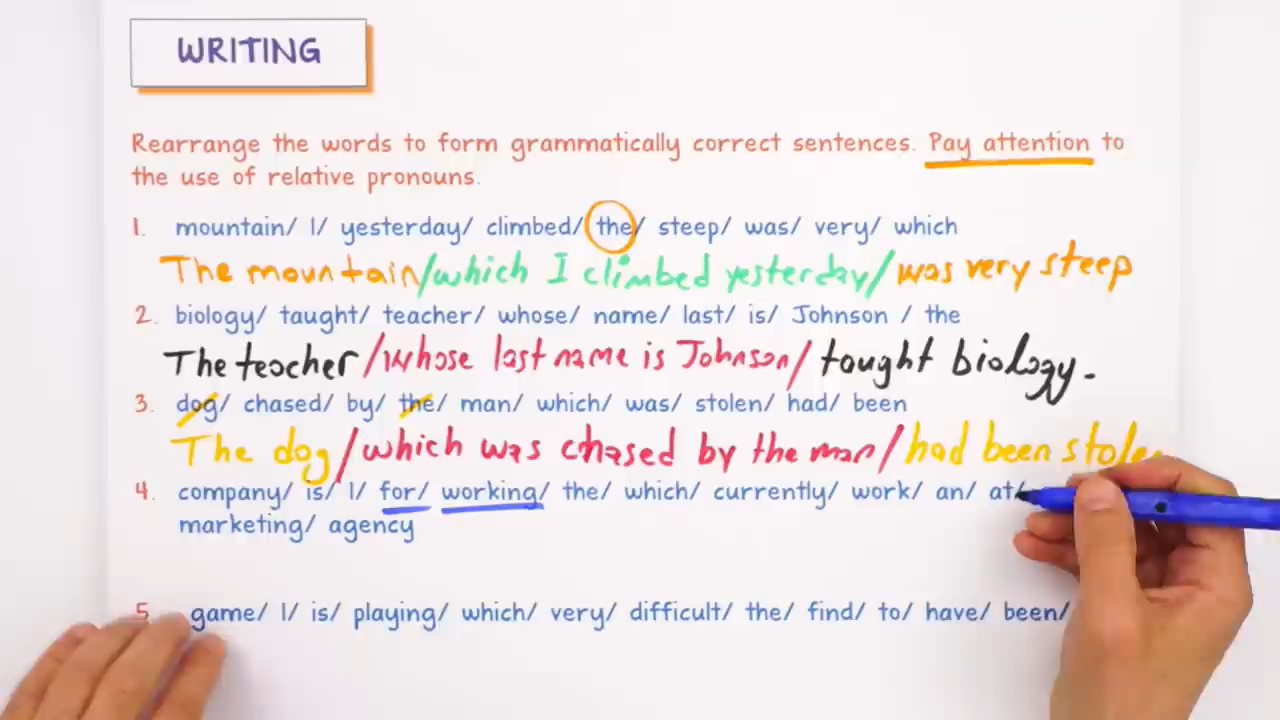 WRITING
Rearrange the words to form grammatically correct sentences. Pay attention to
the use of relative pronouns.
1. mountain/ I/ yesterday/ climbed/ the/ steep/ was/ very/ which
The mountain/which I climbed yesterday/was very steep
2. biology/ taught/ teacher/ whose/ name/ last/ is/ Johnson / the
The teacher/whose last name is Johnson/tought biology.
3. dog/ chased/ by/ the/ man/ which/ was/ stolen/ had/ been
The dog/which was chased by the man/had been stolen
4. company/ is/ I/ for/ working/ the/ which/ currently/ work/ an/ at/
marketing/ agency
5. game/ I/ is/ playing/ which/ very/ difficult/ the/ find/ to/ have/ been/